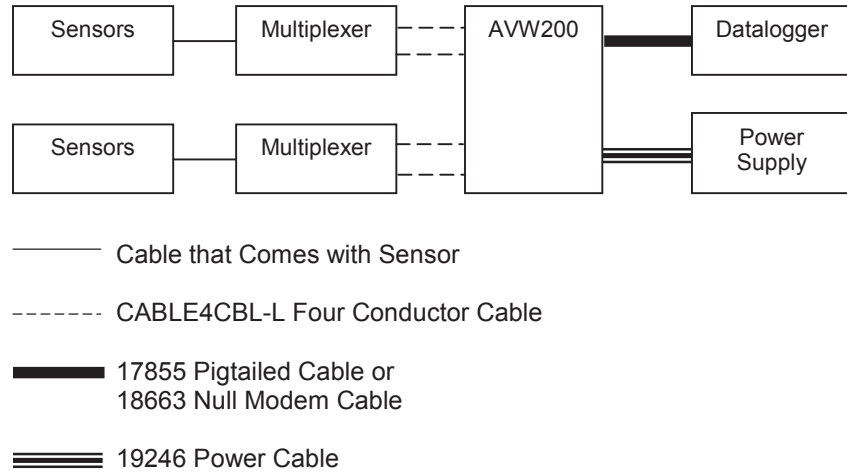 Sensors
Multiplexer
AVW200
Datalogger
Sensors
Multiplexer
Power
Supply
Cable that Comes with Sensor
CABLE4CBL-L Four Conductor Cable
17855 Pigtailed Cable or
18663 Null Modem Cable
19246 Power Cable